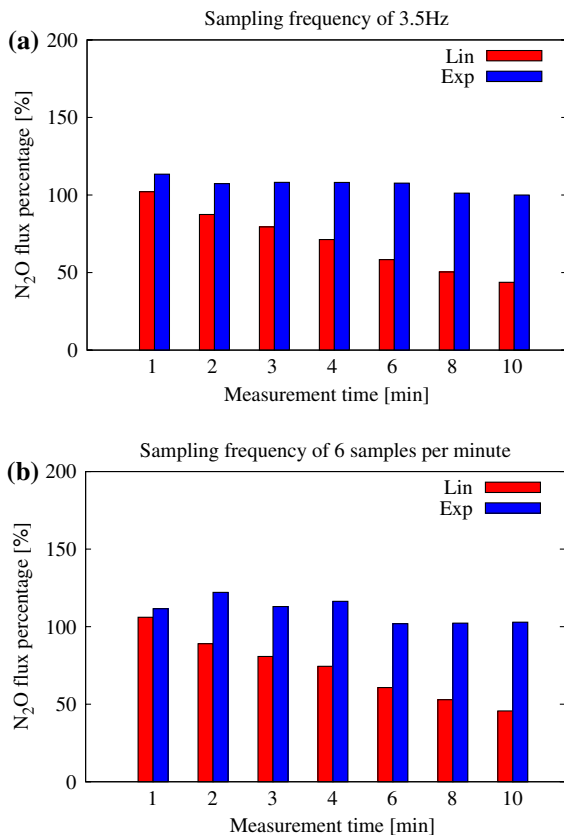 (a)
Sampling frequency of 3.5Hz
200
150
100
50
0
N₂O flux percentage [%]
Lin
Exp
1 2 3 4 6 8 10
Measurement time [min]
(b)
Sampling frequency of 6 samples per minute
200
150
100
50
0
N₂O flux percentage [%]
Lin
Exp
1 2 3 4 6 8 10
Measurement time [min]